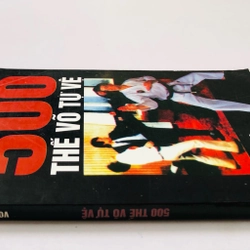 500
THẾ VÕ TỰ VỆ
500 THẾ VÕ TỰ VỆ